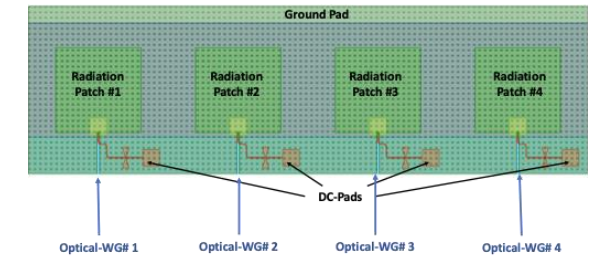 Ground Pad
Radiation
Patch #1
Radiation
Patch #2
Radiation
Patch #3
Radiation
Patch #4
DC-Pads
Optical-WG# 1
Optical-WG# 2
Optical-WG# 3
Optical-WG# 4